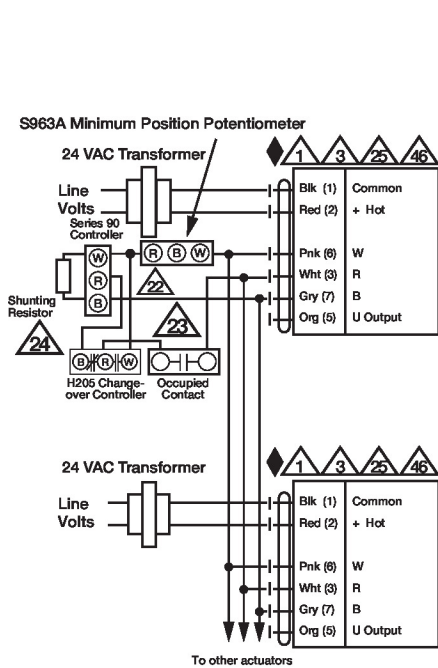 S963A Minimum Position Potentiometer
24 VAC Transformer
1 3 25 46
Line
Volts
Blk (1) Common
Red (2) + Hot
Series 90
Controller
W
R
B
R B W
22
Pnk (6) W
Wht (3) R
Gry (7) B
Org (5) U Output
Shunting
Resistor
24
23
B R W
H205 Change-
over Controller
Occupied
Contact
24 VAC Transformer
1 3 25 46
Line
Volts
Blk (1) Common
Red (2) + Hot
Pnk (6) W
Wht (3) R
Gry (7) B
Org (5) U Output
To other actuators